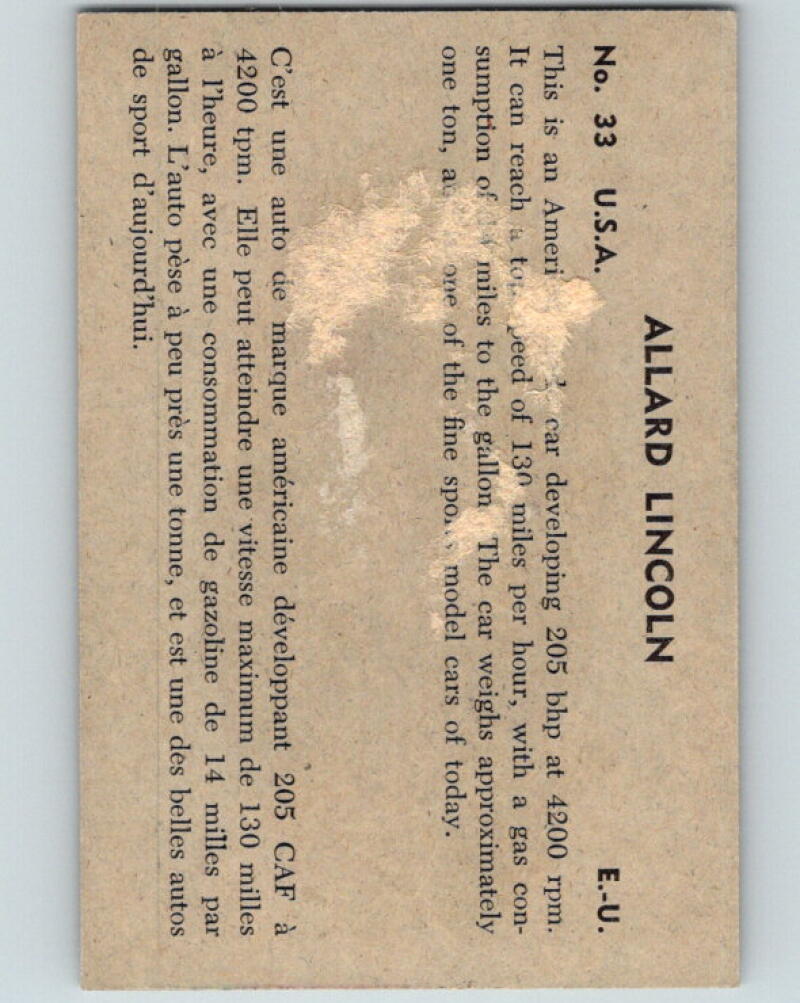 ALLARD LINCOLN
No. 33 U.S.A. E.-U.
This is an car developing 205 bhp at 4200 rpm.
It can reach a speed of 130 miles per hour, with a gas con-
sumption of miles to the gallon The car weighs approximately
one ton, one of the fine sports model cars of today.
C'est une auto de marque américaine développant 205 CAF à
4200 tpm. Elle peut atteindre une vitesse maximum de 130 milles
à l'heure, avec une consommation de gazoline de 14 milles par
gallon. L'auto pèse à peu près une tonne, et est une des belles autos
de sport d'aujourd'hui.